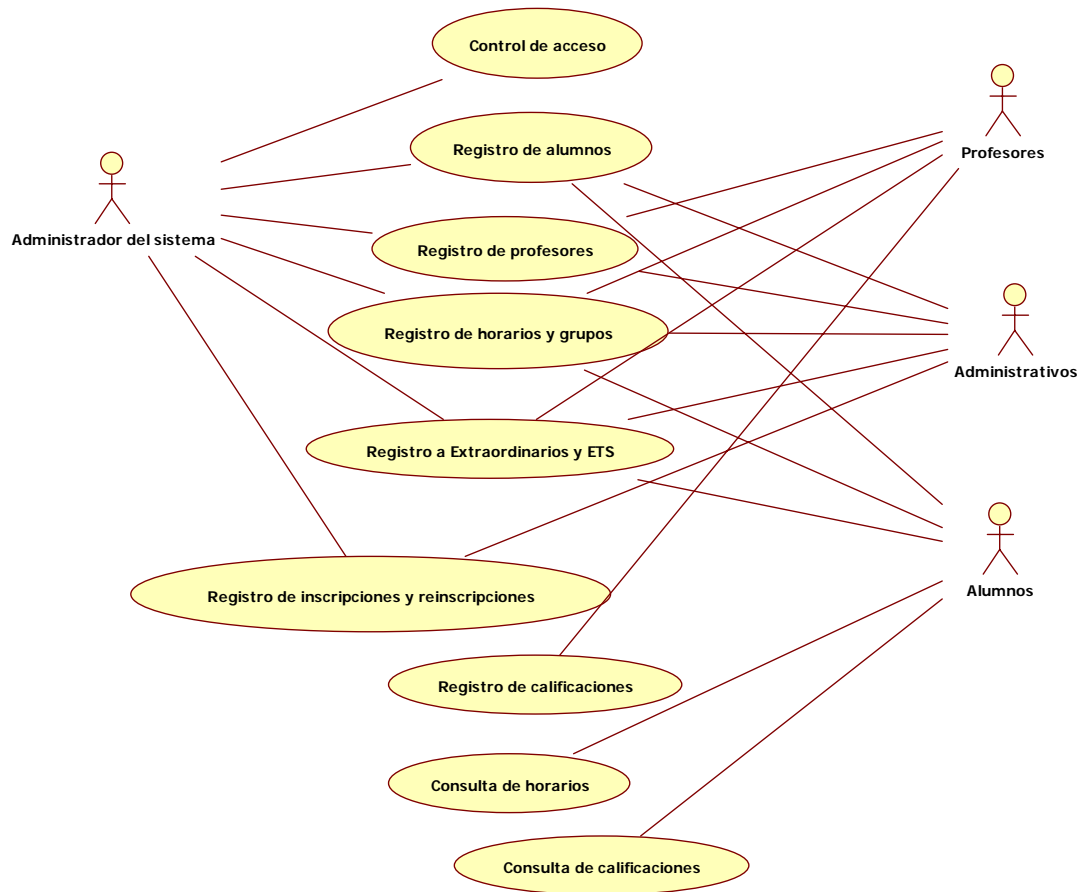 Control de acceso
Profesores
Registro de alumnos
Administrador del sistema
Registro de profesores
Registro de horarios y grupos
Administrativos
Registro a Extraordinarios y ETS
Alumnos
Registro de inscripciones y reinscripciones
Registro de calificaciones
Consulta de horarios
Consulta de calificaciones